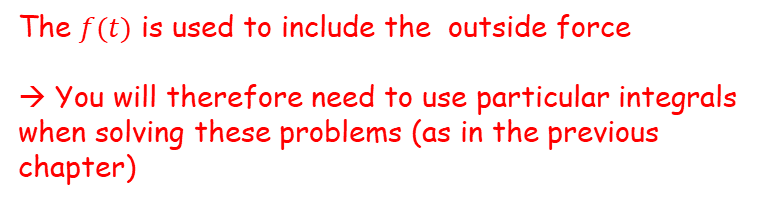 The f(t) is used to include the outside force
→ You will therefore need to use particular integrals
when solving these problems (as in the previous
chapter)